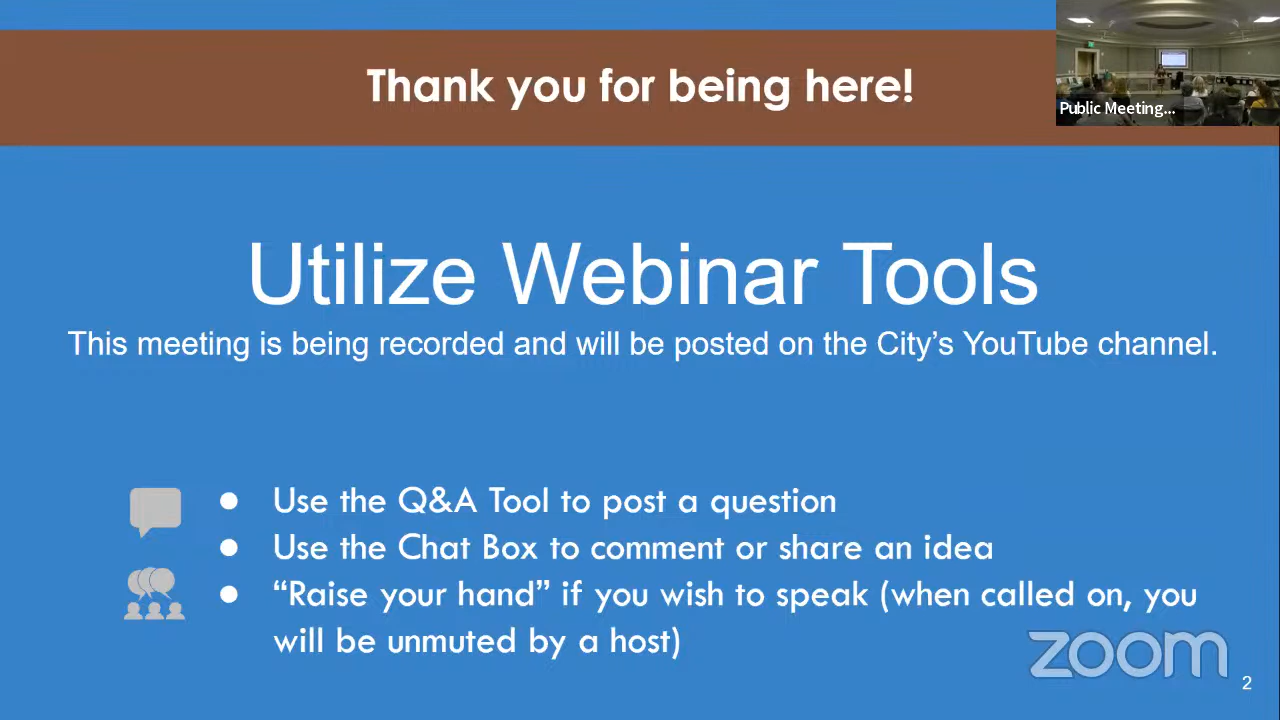 Thank you for being here!
Public Meeting...
Utilize Webinar Tools
This meeting is being recorded and will be posted on the City’s YouTube channel.
● Use the Q&A Tool to post a question
● Use the Chat Box to comment or share an idea
● “Raise your hand” if you wish to speak (when called on, you
will be unmuted by a host)
zoom
2